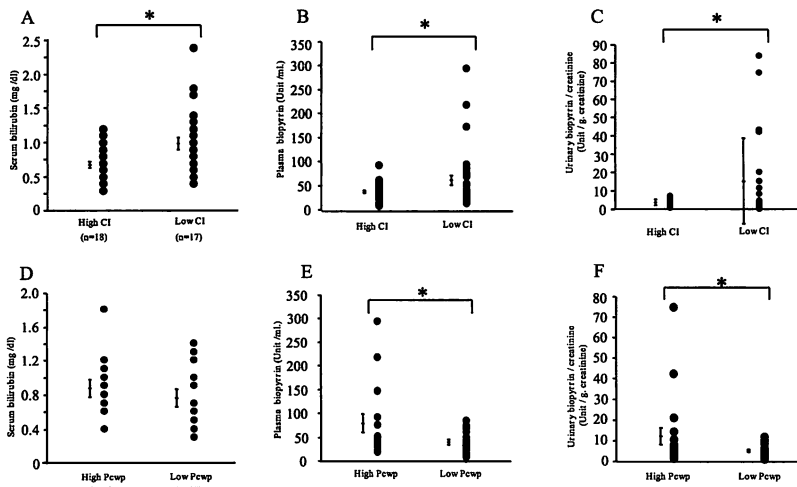 A
*
Serum bilirubin (mg /dl)
2.5
2.0
1.5
1.0
0.5
0
High CI
Low CI
(n=18)
(n=17)
B
*
Plasma biopyrrin (Unit /mL)
350
300
250
200
150
100
50
0
High CI
Low CI
C
*
Urinary biopyrrin / creatinine
(Unit / g. creatinine)
90
80
70
60
50
40
30
20
10
0
High CI
Low CI
D
Serum bilirubin (mg /dl)
2.0
1.6
1.2
0.8
0.4
0
High Pcwp
Low Pcwp
E
*
Plasma biopyrrin (Unit /mL)
350
300
250
200
150
100
50
0
High Pcwp
Low Pcwp
F
*
Urinary biopyrrin / creatinine
(Unit / g. creatinine)
80
70
60
50
40
30
20
10
0
High Pcwp
Low Pcwp